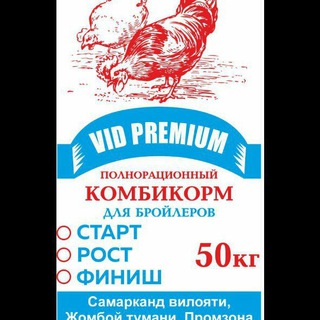 VID PREMIUM
ПОЛНОРАЦИОННЫЙ
КОМБИКОРМ
ДЛЯ БРОЙЛЕРОВ
СТАРТ
РОСТ 50кг
ФИНИШ
Самарканд вилояти,
Жомбой тумани, Промзона